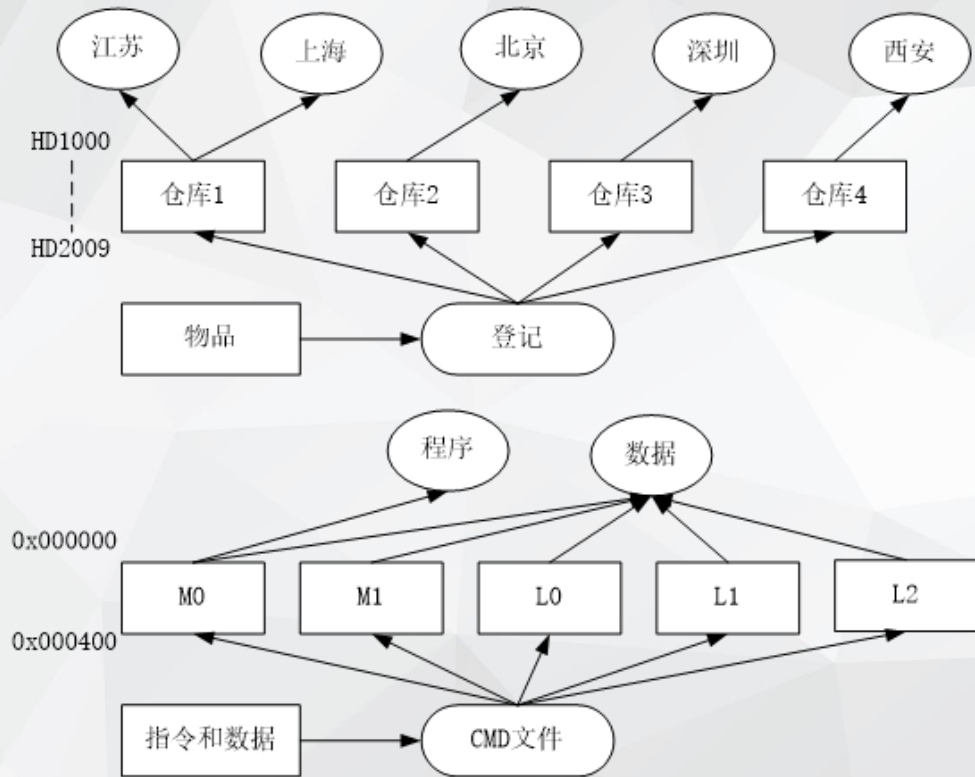 江苏
上海
北京
深圳
西安
HD1000
仓库1
仓库2
仓库3
仓库4
HD2009
物品
登记
程序
数据
0x000000
M0
M1
L0
L1
L2
0x000400
指令和数据
CMD文件